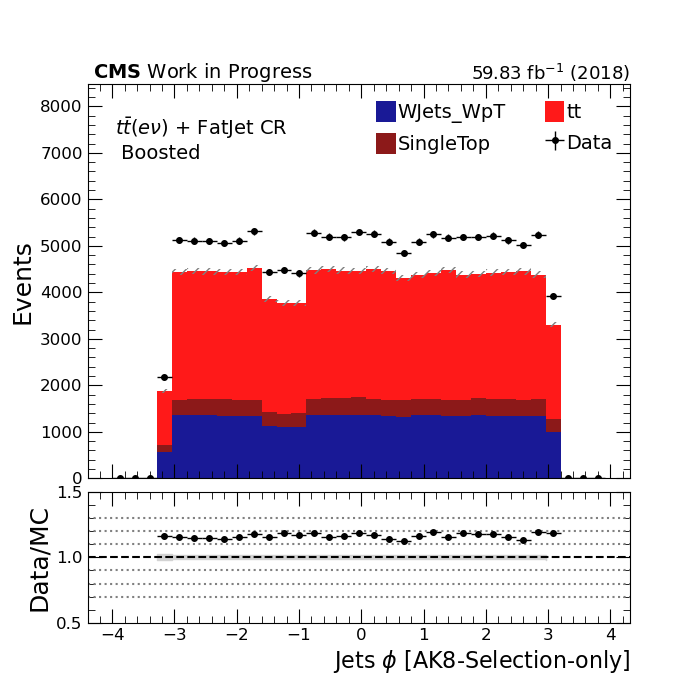 CMS Work in Progress 59.83 fb⁻¹ (2018)
tt̄(eν) + FatJet CR
Boosted
WJets_WpT tt
SingleTop Data
8000
7000
6000
5000
4000
3000
2000
1000
0
Events
1.5
1.0
0.5
Data/MC
−4 −3 −2 −1 0 1 2 3 4
Jets ϕ [AK8-Selection-only]